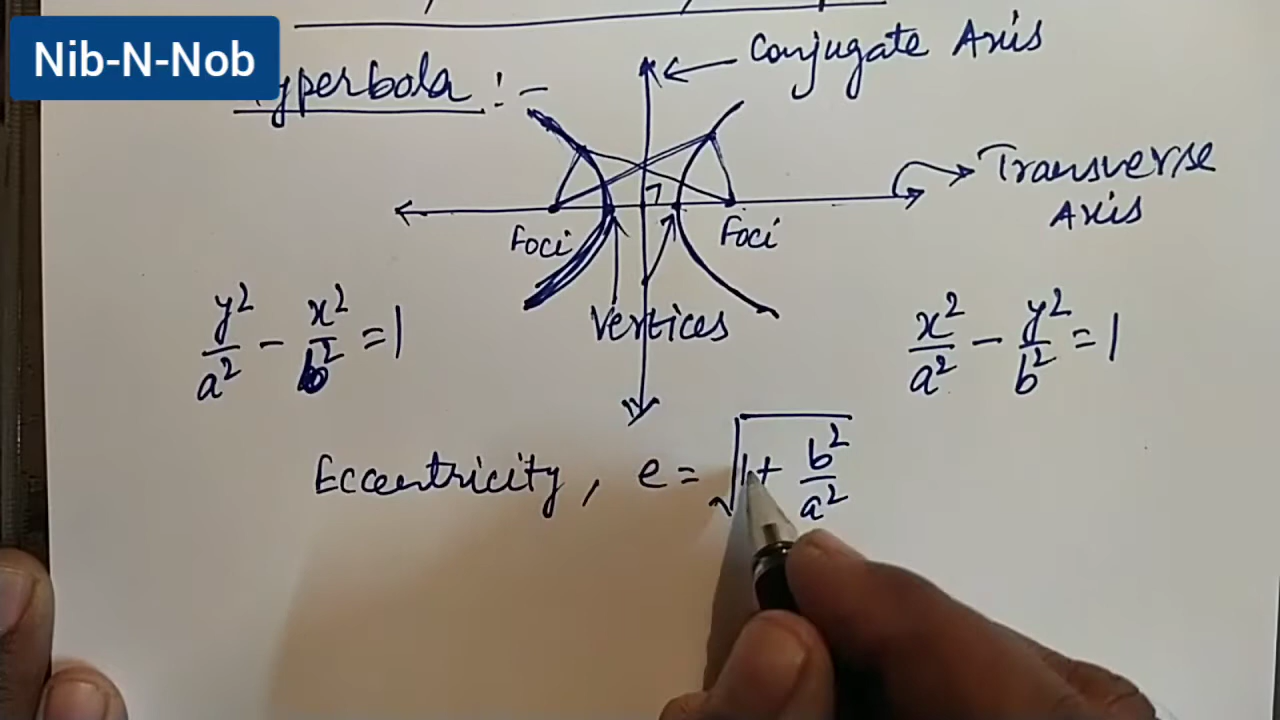 Nib-N-Nob
Hyperbola :-
Conjugate Axis
Transverse
Axis
Foci
Foci
Vertices
y²/a² - x²/b² = 1
x²/a² - y²/b² = 1
Eccentricity, e = √(1 + b²/a²)